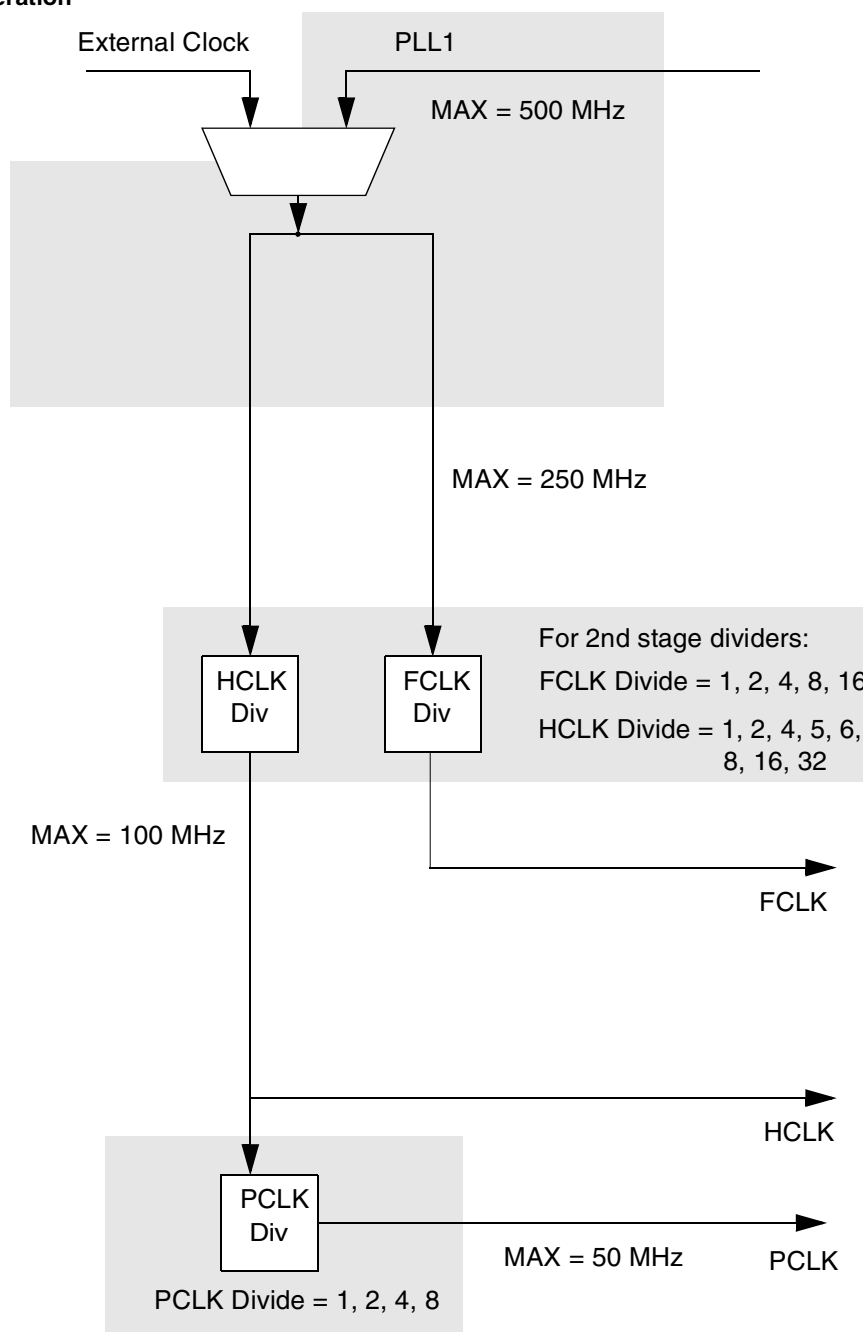 External Clock
PLL1
MAX = 500 MHz
MAX = 250 MHz
For 2nd stage dividers:
HCLK
Div
FCLK
Div
FCLK Divide = 1, 2, 4, 8, 16
HCLK Divide = 1, 2, 4, 5, 6,
8, 16, 32
MAX = 100 MHz
FCLK
HCLK
PCLK
Div
MAX = 50 MHz
PCLK
PCLK Divide = 1, 2, 4, 8